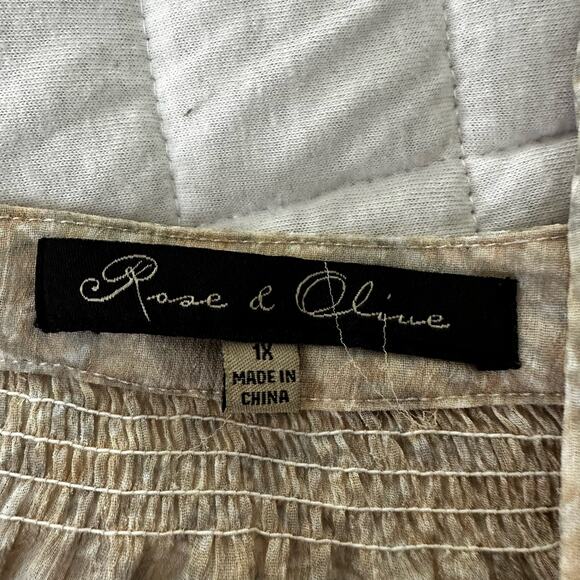 Rose & Olive
1X
MADE IN
CHINA